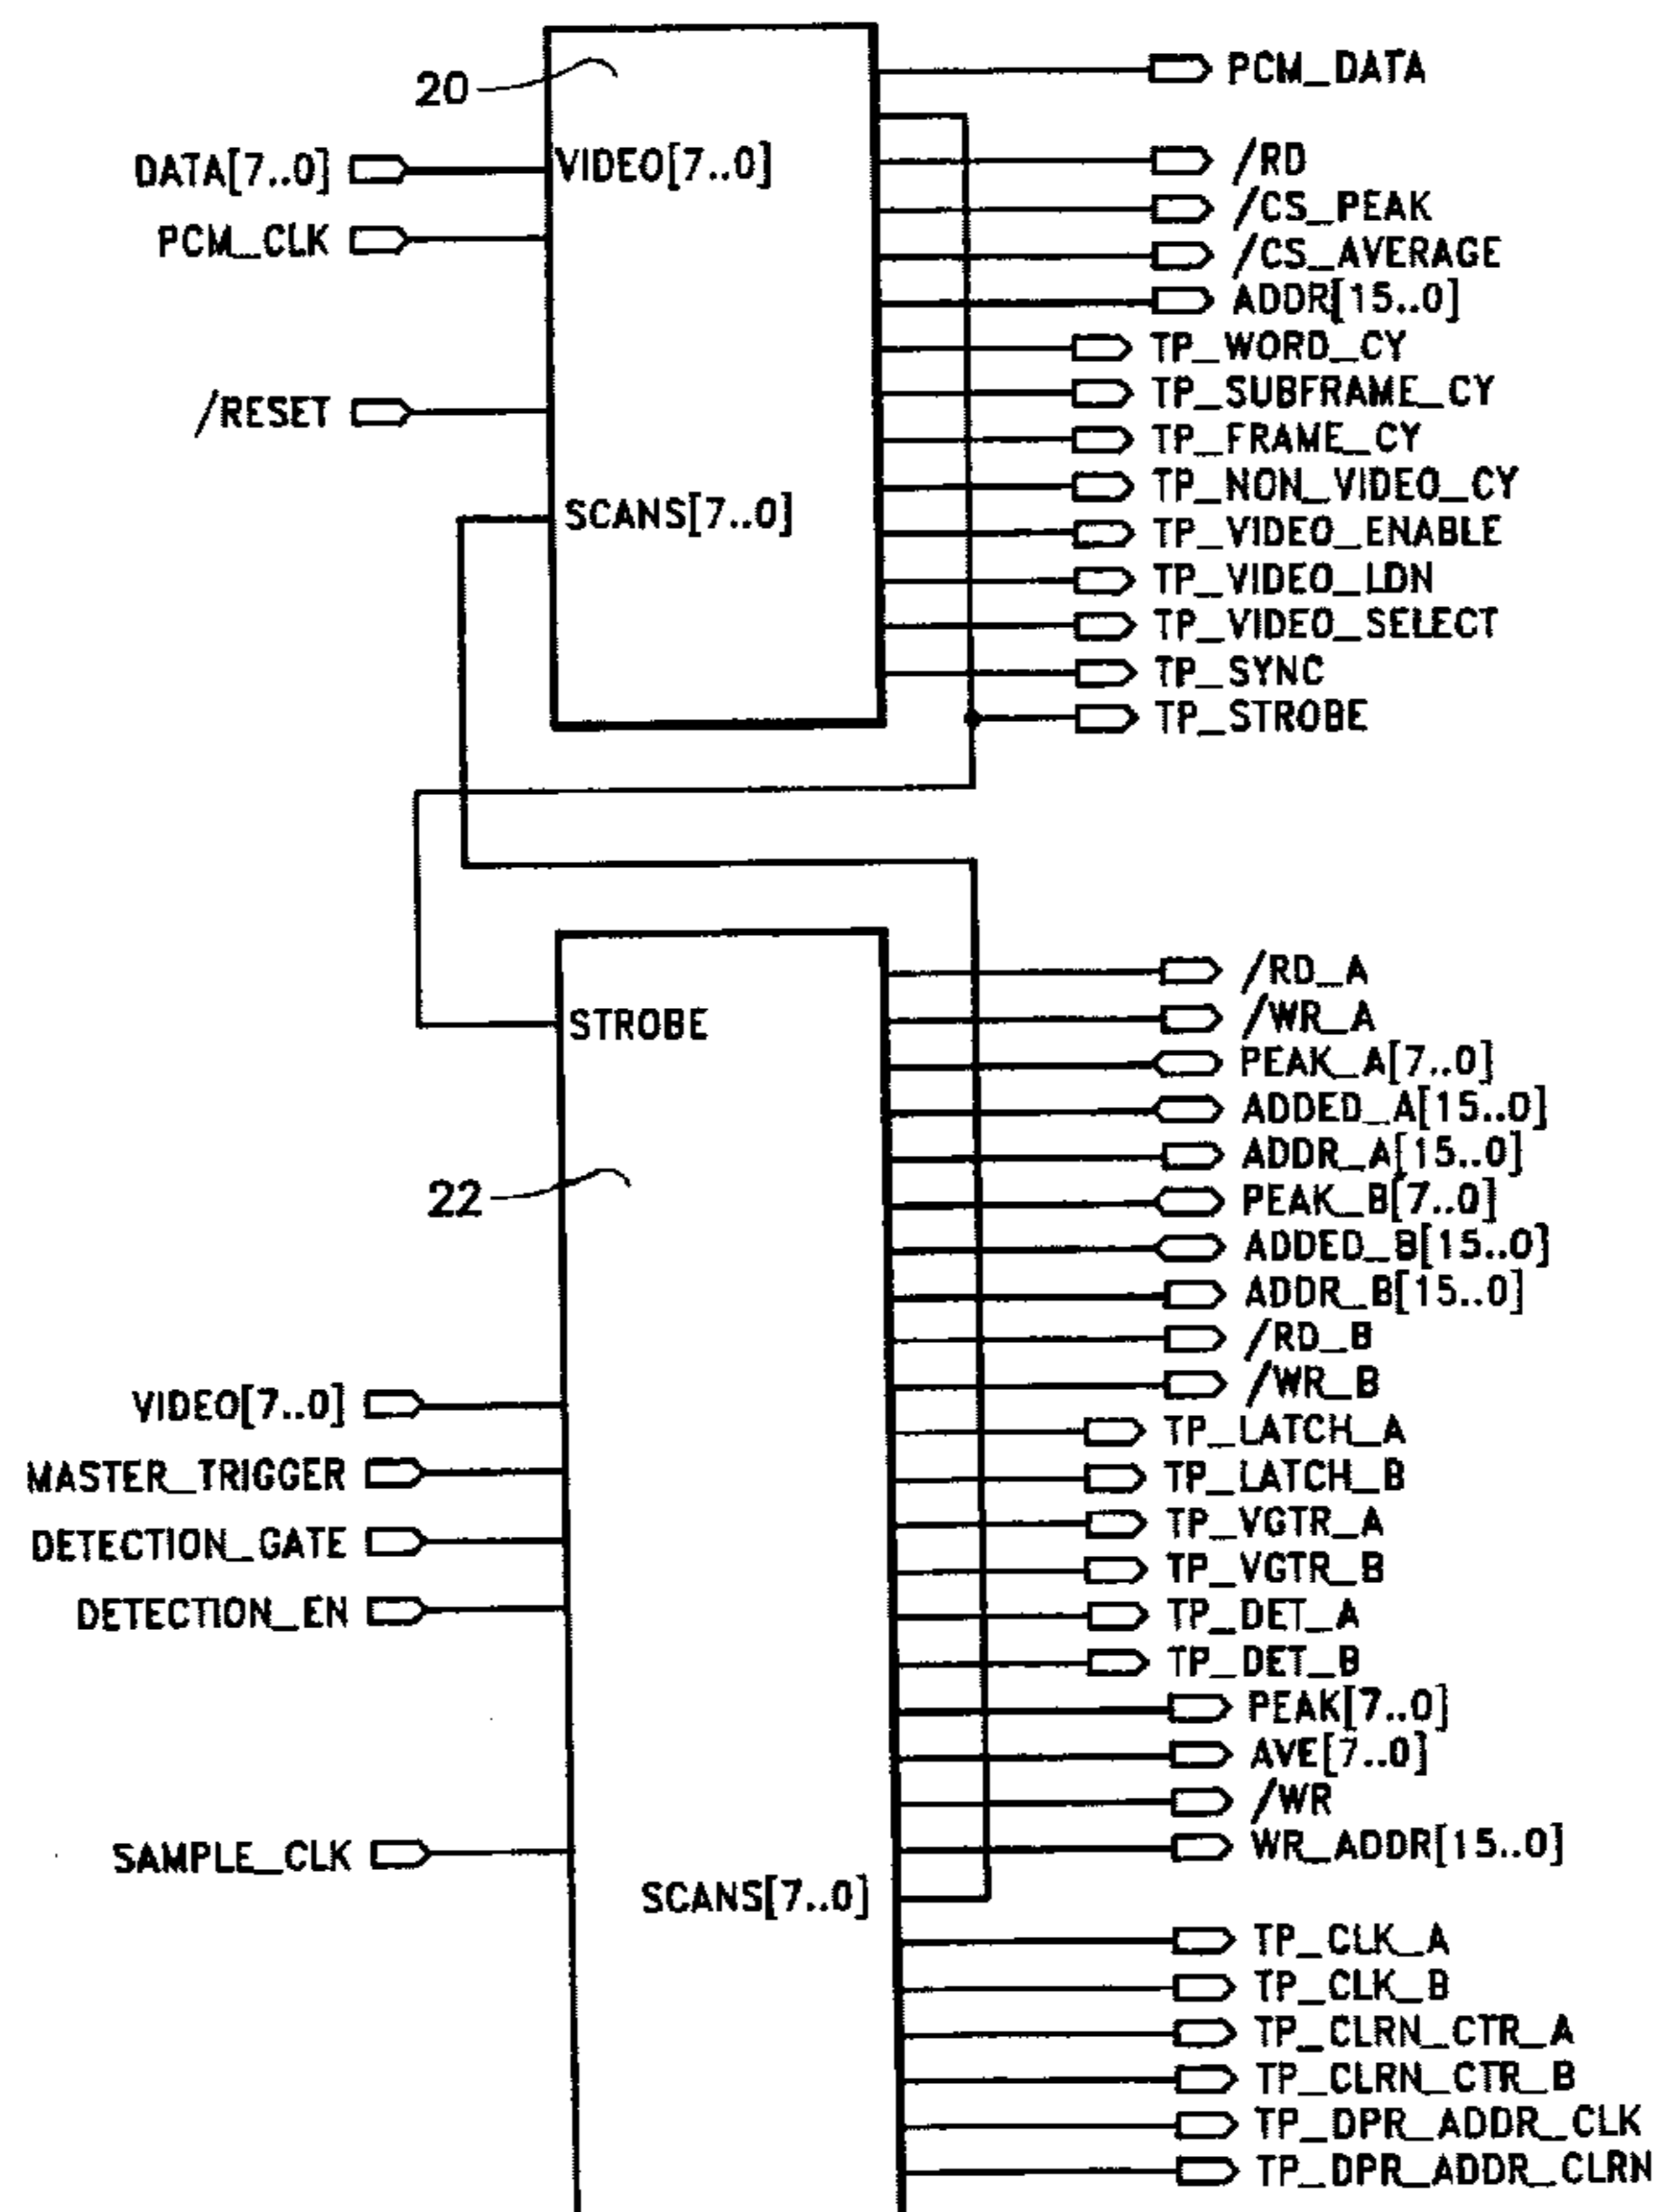 20
DATA[7..0]
PCM_CLK
/RESET
VIDEO[7..0]
SCANS[7..0]
PCM_DATA
/RD
/CS_PEAK
/CS_AVERAGE
ADDR[15..0]
TP_WORD_CY
TP_SUBFRAME_CY
TP_FRAME_CY
TP_NON_VIDEO_CY
TP_VIDEO_ENABLE
TP_VIDEO_LDN
TP_VIDEO_SELECT
TP_SYNC
TP_STROBE
STROBE
22
VIDEO[7..0]
MASTER_TRIGGER
DETECTION_GATE
DETECTION_EN
SAMPLE_CLK
SCANS[7..0]
/RD_A
/WR_A
PEAK_A[7..0]
ADDED_A[15..0]
ADDR_A[15..0]
PEAK_B[7..0]
ADDED_B[15..0]
ADDR_B[15..0]
/RD_B
/WR_B
TP_LATCH_A
TP_LATCH_B
TP_VGTR_A
TP_VGTR_B
TP_DET_A
TP_DET_B
PEAK[7..0]
AVE[7..0]
/WR
WR_ADDR[15..0]
TP_CLK_A
TP_CLK_B
TP_CLRN_CTR_A
TP_CLRN_CTR_B
TP_DPR_ADDR_CLK
TP_DPR_ADDR_CLRN